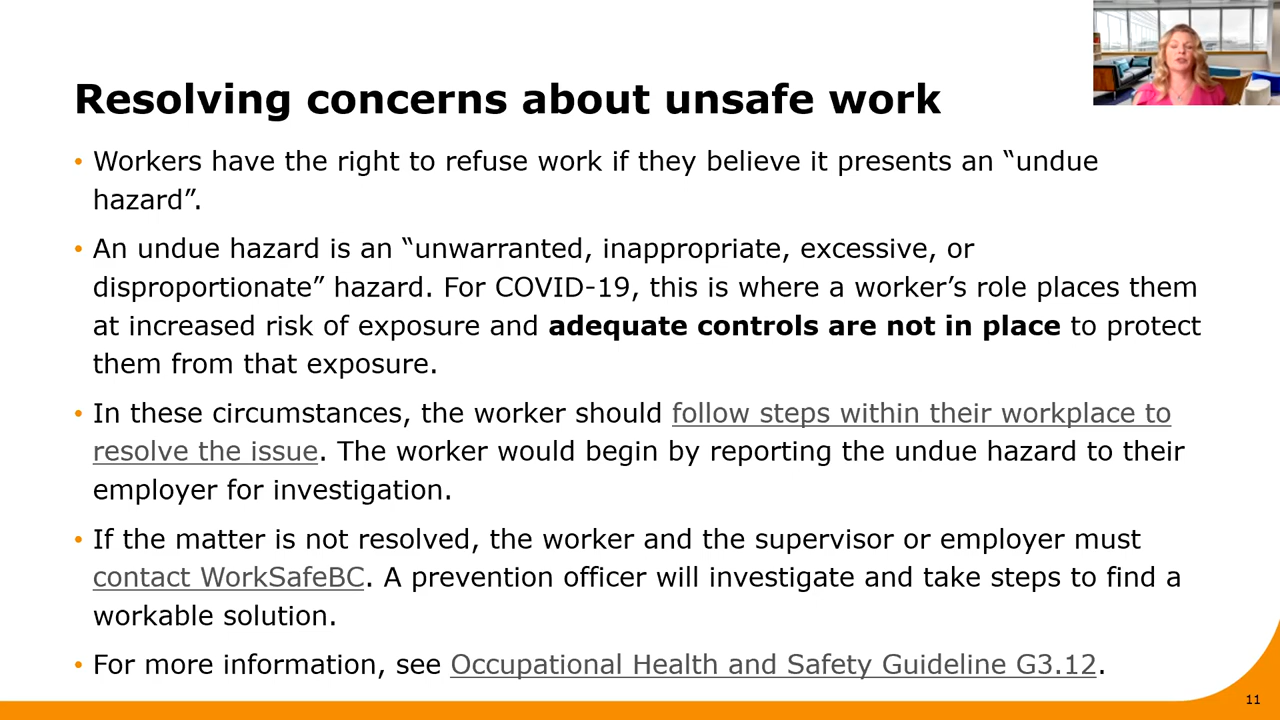 Resolving concerns about unsafe work
• Workers have the right to refuse work if they believe it presents an “undue
hazard”.
• An undue hazard is an “unwarranted, inappropriate, excessive, or
disproportionate” hazard. For COVID-19, this is where a worker’s role places them
at increased risk of exposure and adequate controls are not in place to protect
them from that exposure.
• In these circumstances, the worker should follow steps within their workplace to
resolve the issue. The worker would begin by reporting the undue hazard to their
employer for investigation.
• If the matter is not resolved, the worker and the supervisor or employer must
contact WorkSafeBC. A prevention officer will investigate and take steps to find a
workable solution.
• For more information, see Occupational Health and Safety Guideline G3.12.
11